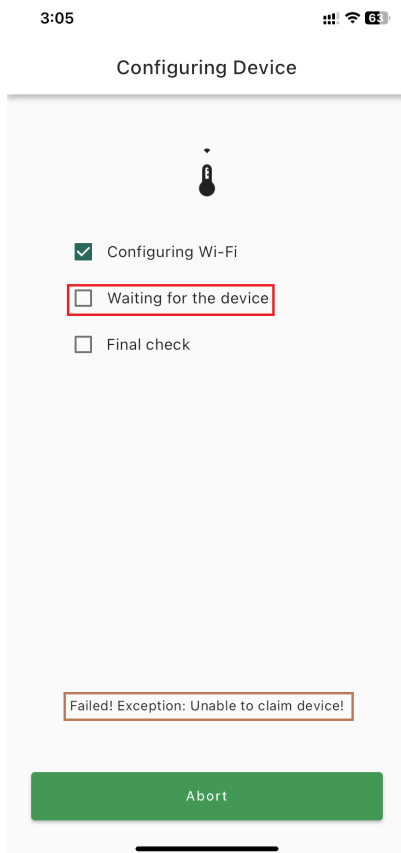 3:05
63
Configuring Device
Configuring Wi-Fi
Waiting for the device
Final check
Failed! Exception: Unable to claim device!
Abort